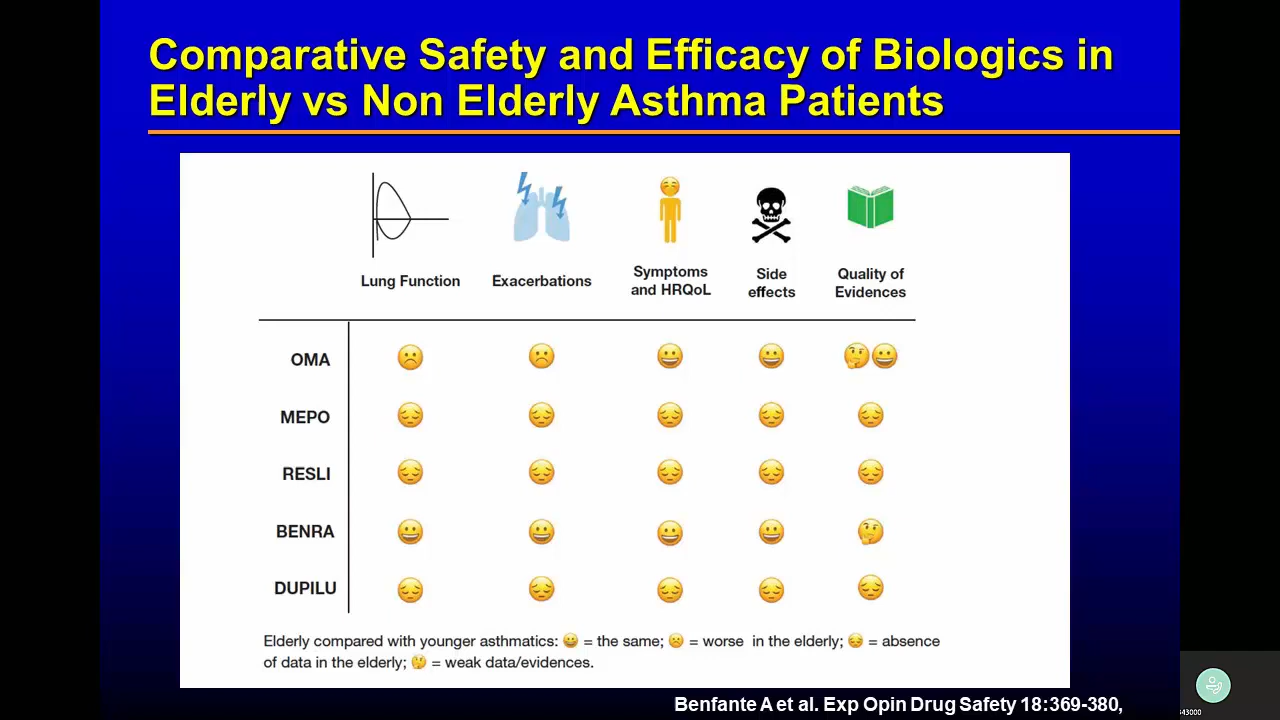 Comparative Safety and Efficacy of Biologics in
Elderly vs Non Elderly Asthma Patients
Lung Function
Exacerbations
Symptoms
and HRQoL
Side
effects
Quality of
Evidences
OMA
MEPO
RESLI
BENRA
DUPILU
Elderly compared with younger asthmatics: 😀 = the same; ☹️ = worse in the elderly; 😔 = absence
of data in the elderly; 🤔 = weak data/evidences.
Benfante A et al. Exp Opin Drug Safety 18:369-380,